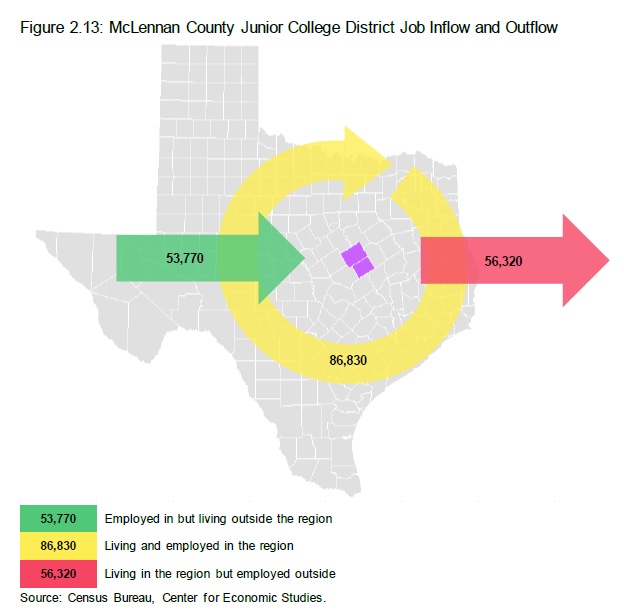 Figure 2.13: McLennan County Junior College District Job Inflow and Outflow
53,770
56,320
86,830
53,770 Employed in but living outside the region
86,830 Living and employed in the region
56,320 Living in the region but employed outside
Source: Census Bureau, Center for Economic Studies.